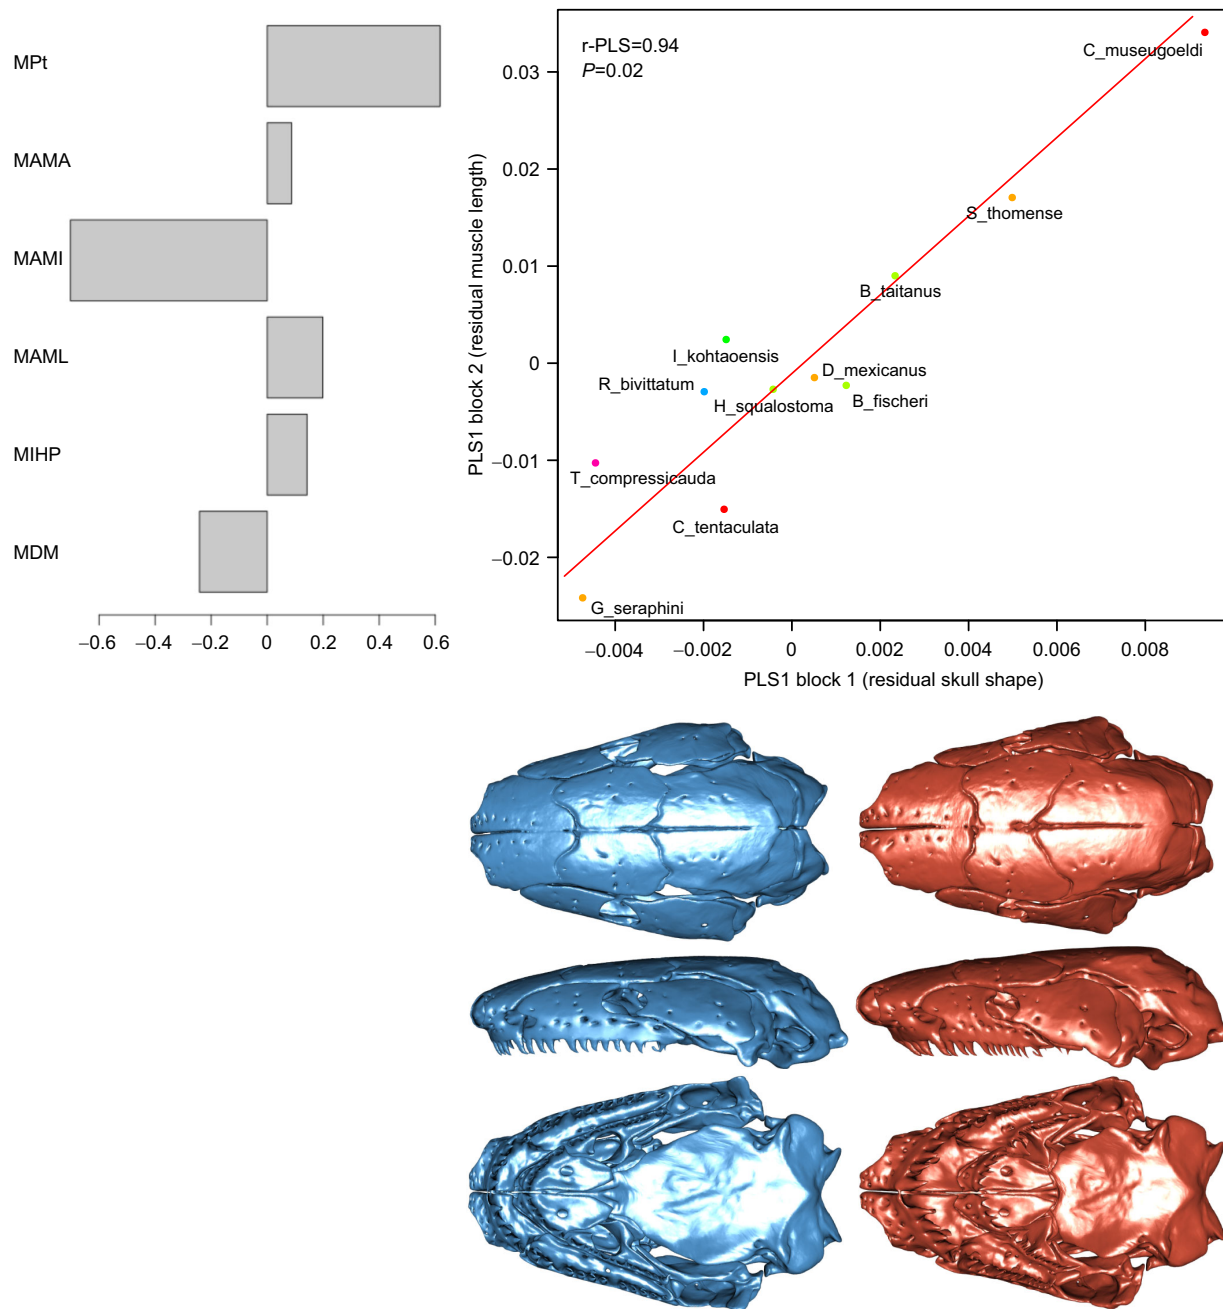 MPt
MAMA
MAMI
MAML
MIHP
MDM
−0.6 −0.4 −0.2 0 0.2 0.4 0.6
r-PLS=0.94
P=0.02
PLS1 block 2 (residual muscle length)
0.03
0.02
0.01
0
−0.01
−0.02
C_museugoeldi
S_thomense
B_taitanus
I_kohtaoensis
D_mexicanus
R_bivittatum
H_squalostoma
B_fischeri
T_compressicauda
C_tentaculata
G_seraphini
−0.004 −0.002 0 0.002 0.004 0.006 0.008
PLS1 block 1 (residual skull shape)